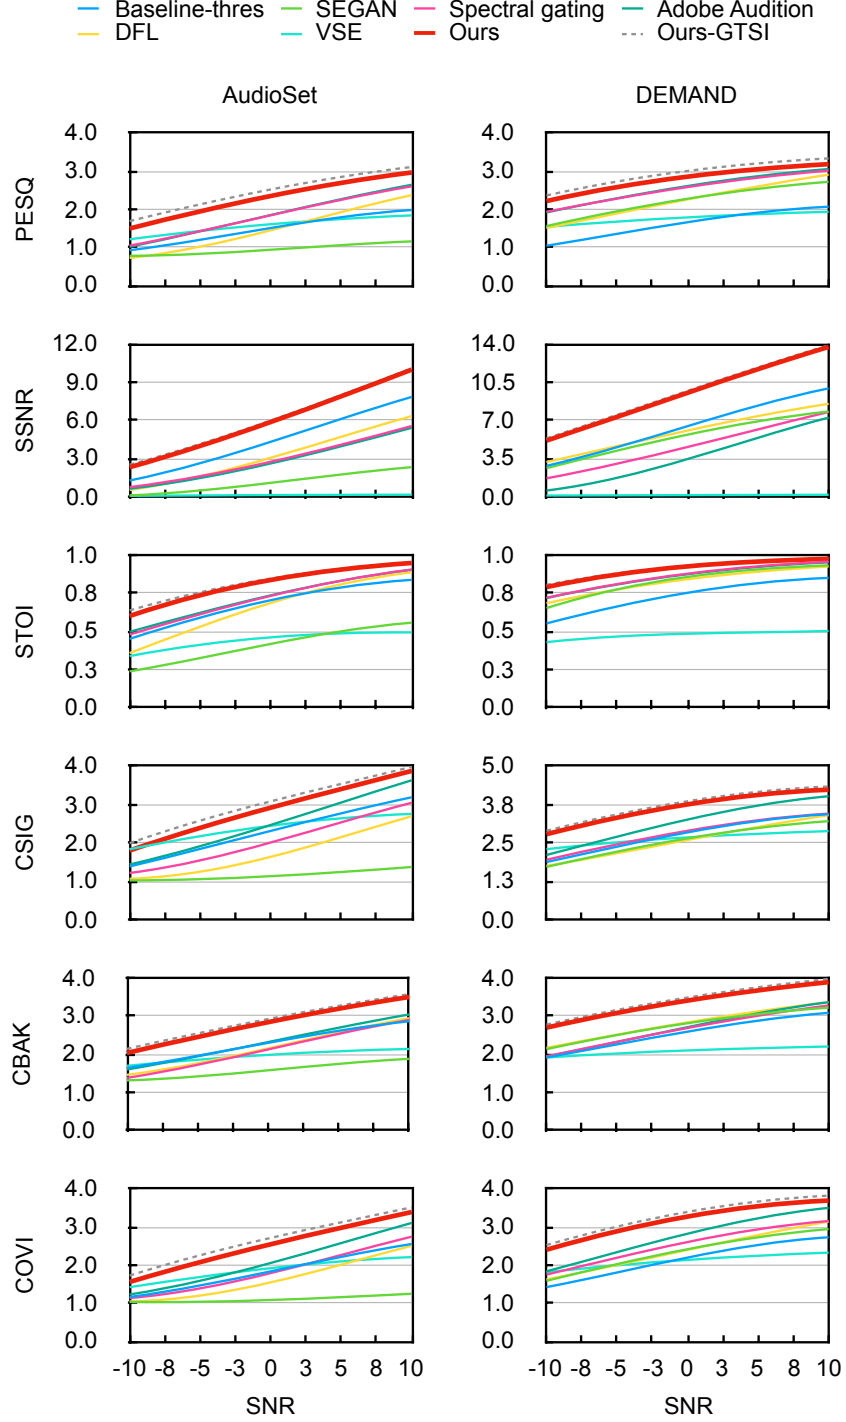 Baseline-thres SEGAN Spectral gating Adobe Audition
DFL VSE Ours Ours-GTSI
AudioSet DEMAND
PESQ
4.0 4.0
3.0 3.0
2.0 2.0
1.0 1.0
0.0 0.0
SSNR
12.0 14.0
9.0 10.5
6.0 7.0
3.0 3.5
0.0 0.0
STOI
1.0 1.0
0.8 0.8
0.5 0.5
0.3 0.3
0.0 0.0
CSIG
4.0 5.0
3.0 3.8
2.0 2.5
1.0 1.3
0.0 0.0
CBAK
4.0 4.0
3.0 3.0
2.0 2.0
1.0 1.0
0.0 0.0
COVI
4.0 4.0
3.0 3.0
2.0 2.0
1.0 1.0
0.0 0.0
-10 -8 -5 -3 0 3 5 8 10 -10 -8 -5 -3 0 3 5 8 10
SNR SNR